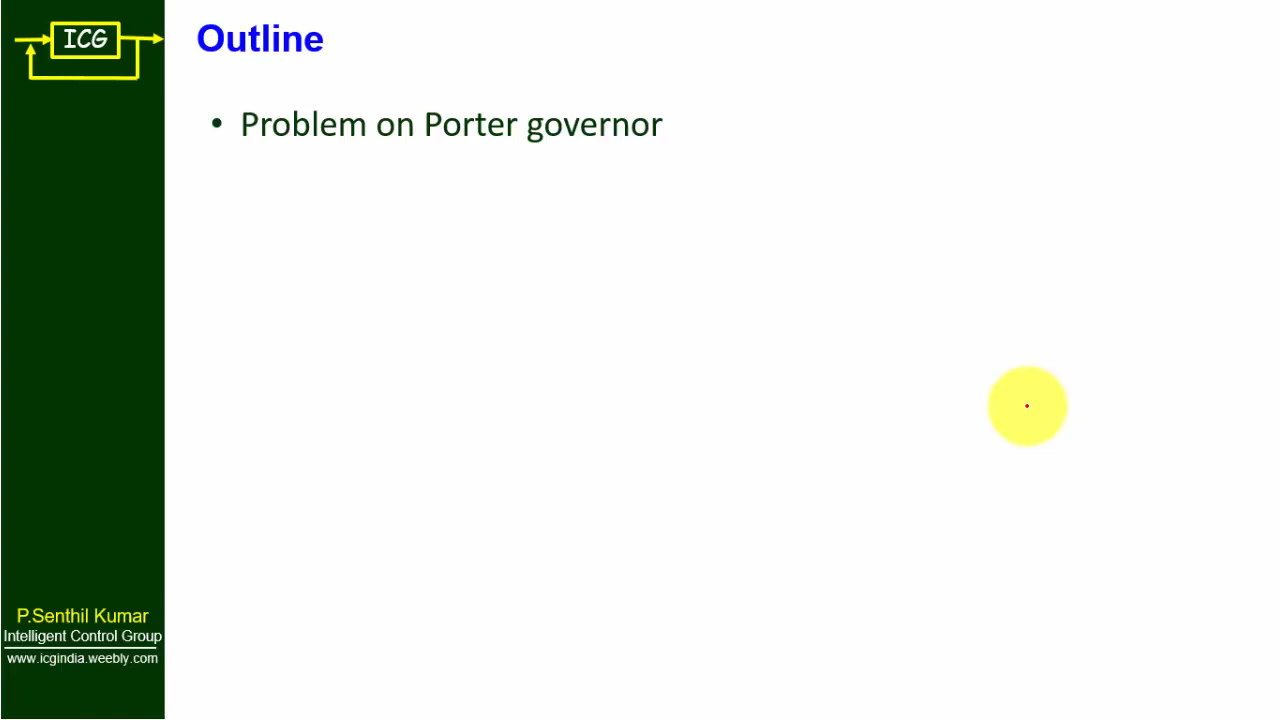 ICG
Outline
• Problem on Porter governor
P.Senthil Kumar
Intelligent Control Group
www.icgindia.weebly.com